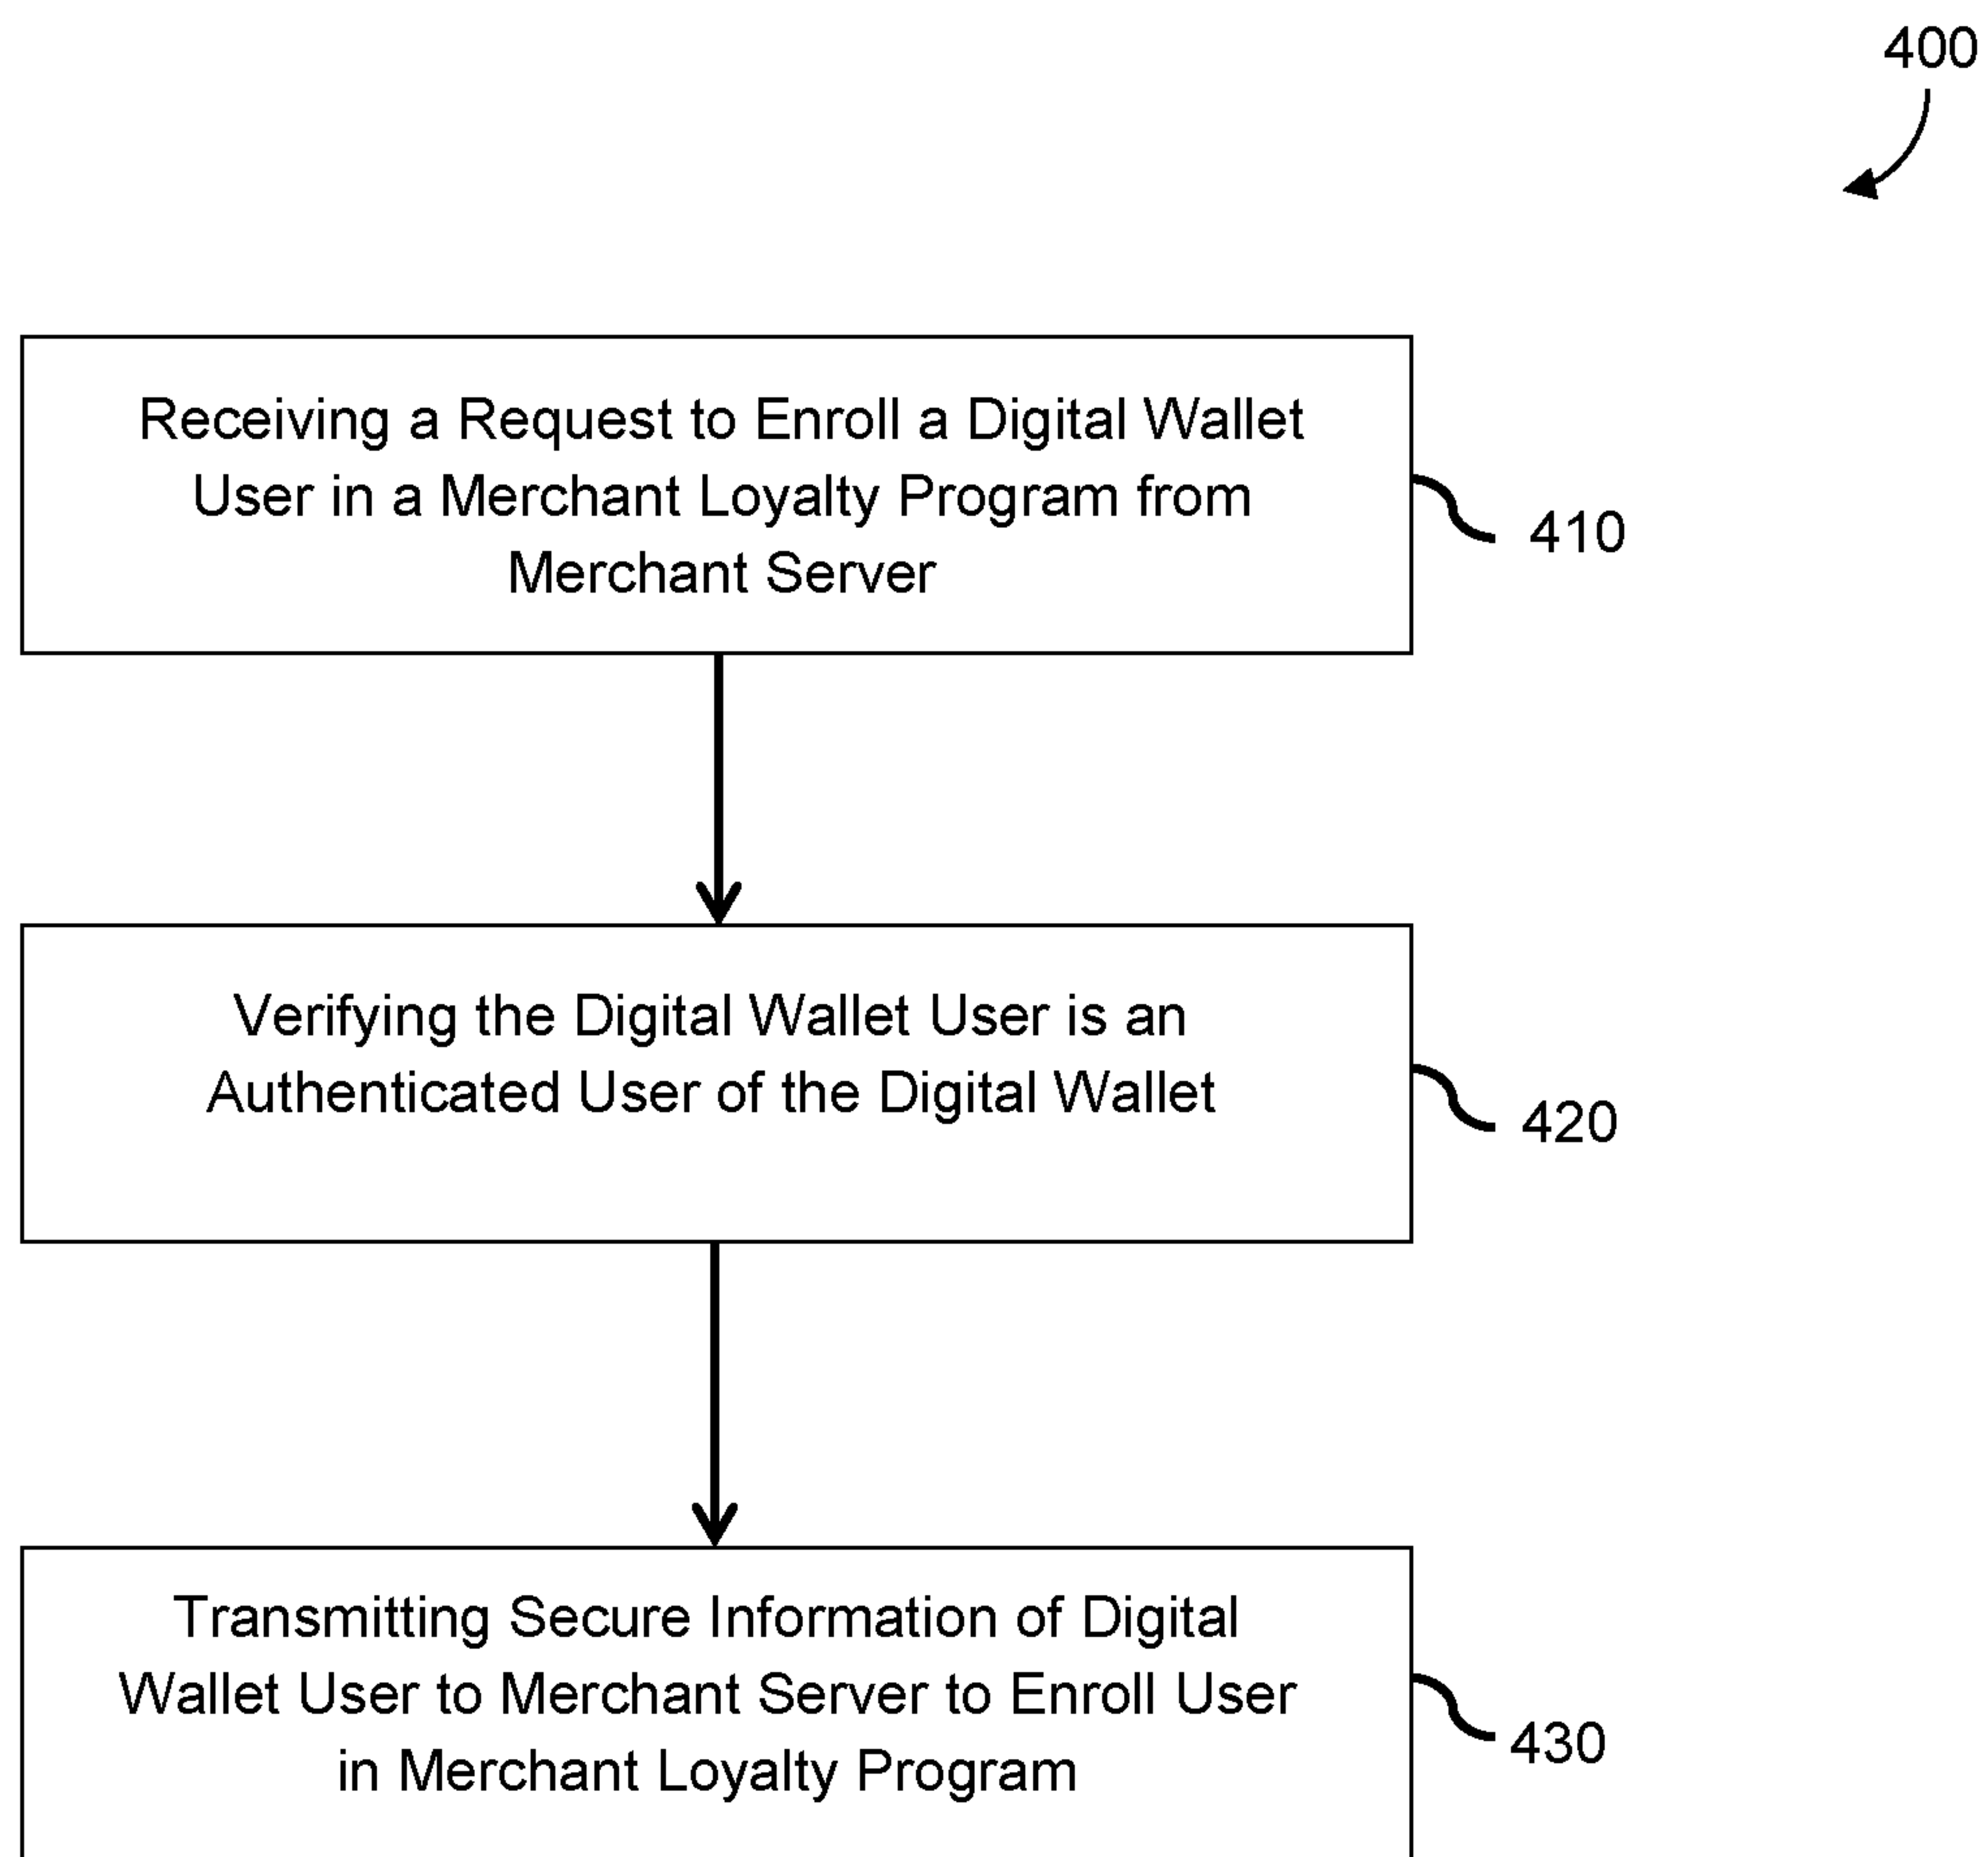 400
Receiving a Request to Enroll a Digital Wallet
User in a Merchant Loyalty Program from
Merchant Server
410
Verifying the Digital Wallet User is an
Authenticated User of the Digital Wallet
420
Transmitting Secure Information of Digital
Wallet User to Merchant Server to Enroll User
in Merchant Loyalty Program
430